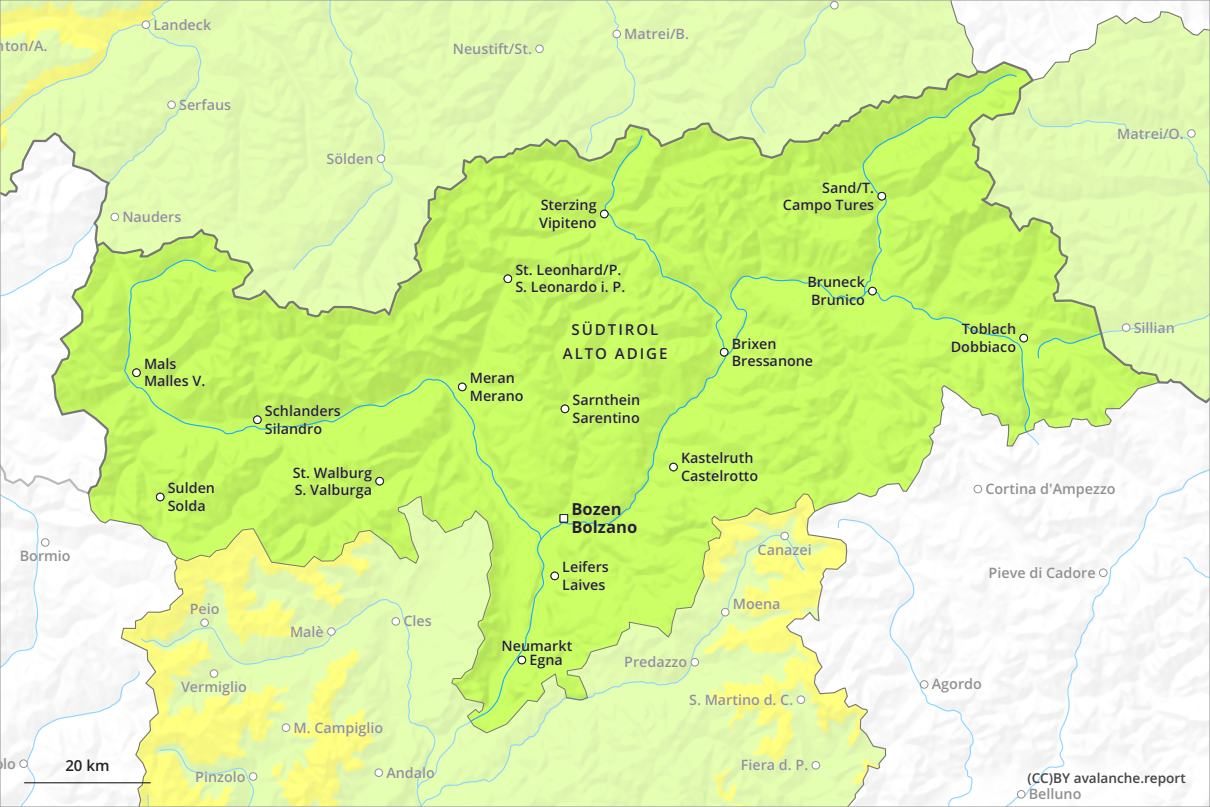 Landeck
nton/A.
Neustift/St.
Matrei/B.
Serfaus
Matrei/O.
Sölden
Nauders
Sand/T.
Campo Tures
Sterzing
Vipiteno
St. Leonhard/P.
S. Leonardo i. P.
Bruneck
Brunico
SÜDTIROL
ALTO ADIGE
Toblach
Dobbiaco
Sillian
Brixen
Bressanone
Mals
Malles V.
Meran
Merano
Sarnthein
Sarentino
Schlanders
Silandro
Kastelruth
Castelrotto
St. Walburg
S. Valburga
Sulden
Solda
Cortina d'Ampezzo
Bozen
Bolzano
Bormio
Canazei
Leifers
Laives
Pieve di Cadore
Peio
Moena
Malè
Cles
Neumarkt
Egna
Predazzo
Vermiglio
Agordo
S. Martino d. C.
M. Campiglio
olo
20 km
Pinzolo
Andalo
Fiera d. P.
(CC)BY avalanche.report
Belluno